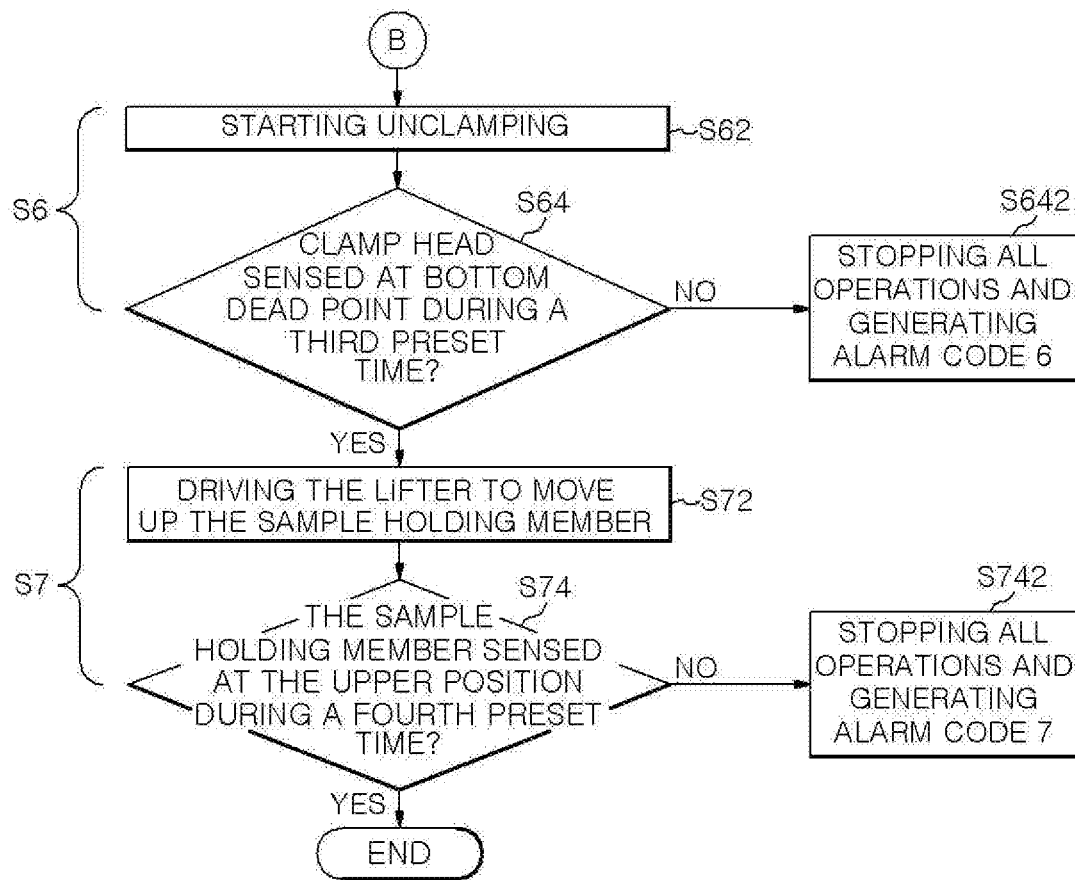 B
STARTING UNCLAMPING
S62
S6
S64
CLAMP HEAD
SENSED AT BOTTOM
DEAD POINT DURING A
THIRD PRESET
TIME?
NO
S642
STOPPING ALL
OPERATIONS AND
GENERATING
ALARM CODE 6
YES
DRIVING THE LIFTER TO MOVE
UP THE SAMPLE HOLDING MEMBER
S72
S7
S74
THE SAMPLE
HOLDING MEMBER SENSED
AT THE UPPER POSITION
DURING A FOURTH PRESET
TIME?
NO
S742
STOPPING ALL
OPERATIONS AND
GENERATING
ALARM CODE 7
YES
END